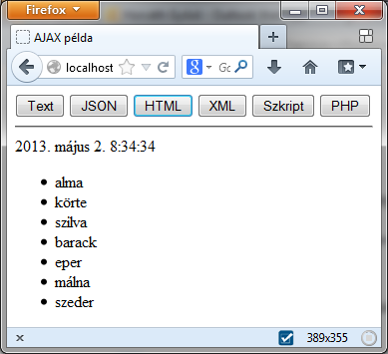 Firefox
AJAX példa
localhost
Gc
Text JSON HTML XML Szkript PHP
2013. május 2. 8:34:34
alma
körte
szilva
barack
eper
málna
szeder
389x355